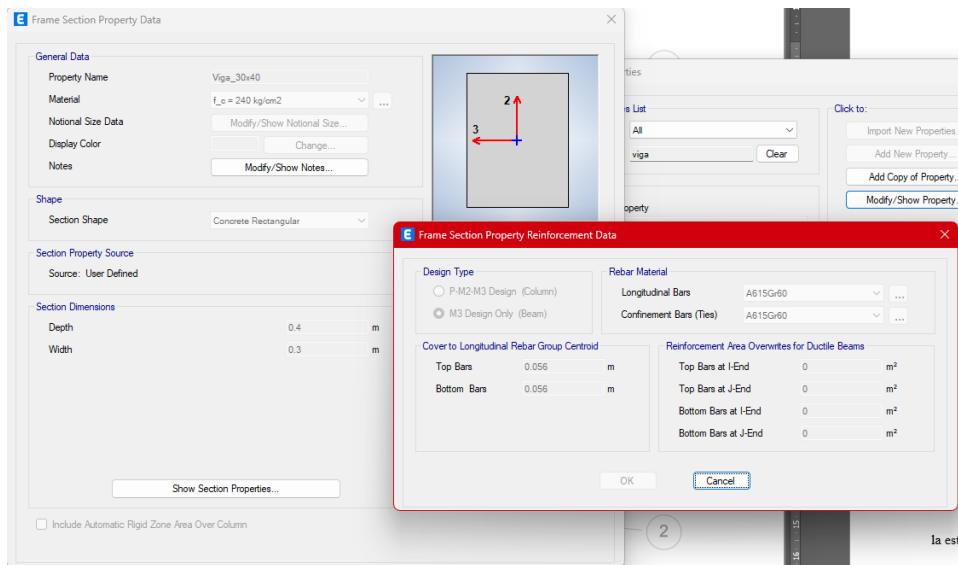 E Frame Section Property Data
General Data
Property Name Viga_30x40
Material f_c = 240 kg/cm2 ...
Notional Size Data Modify/Show Notional Size...
Display Color Change...
Notes Modify/Show Notes...
Shape
Section Shape Concrete Rectangular
Section Property Source
Source: User Defined
Section Dimensions
Depth 0.4 m
Width 0.3 m
Show Section Properties...
Include Automatic Rigid Zone Area Over Column
2
3
rties
s List
All
viga Clear
operty
Click to:
Import New Properties.
Add New Property...
Add Copy of Property..
Modify/Show Property.
E Frame Section Property Reinforcement Data
Design Type
P-M2-M3 Design (Column)
M3 Design Only (Beam)
Rebar Material
Longitudinal Bars A615Gr60 ...
Confinement Bars (Ties) A615Gr60 ...
Cover to Longitudinal Rebar Group Centroid
Top Bars 0.056 m
Bottom Bars 0.056 m
Reinforcement Area Overwrites for Ductile Beams
Top Bars at I-End 0 m²
Top Bars at J-End 0 m²
Bottom Bars at I-End 0 m²
Bottom Bars at J-End 0 m²
OK Cancel
2
15
16
la est